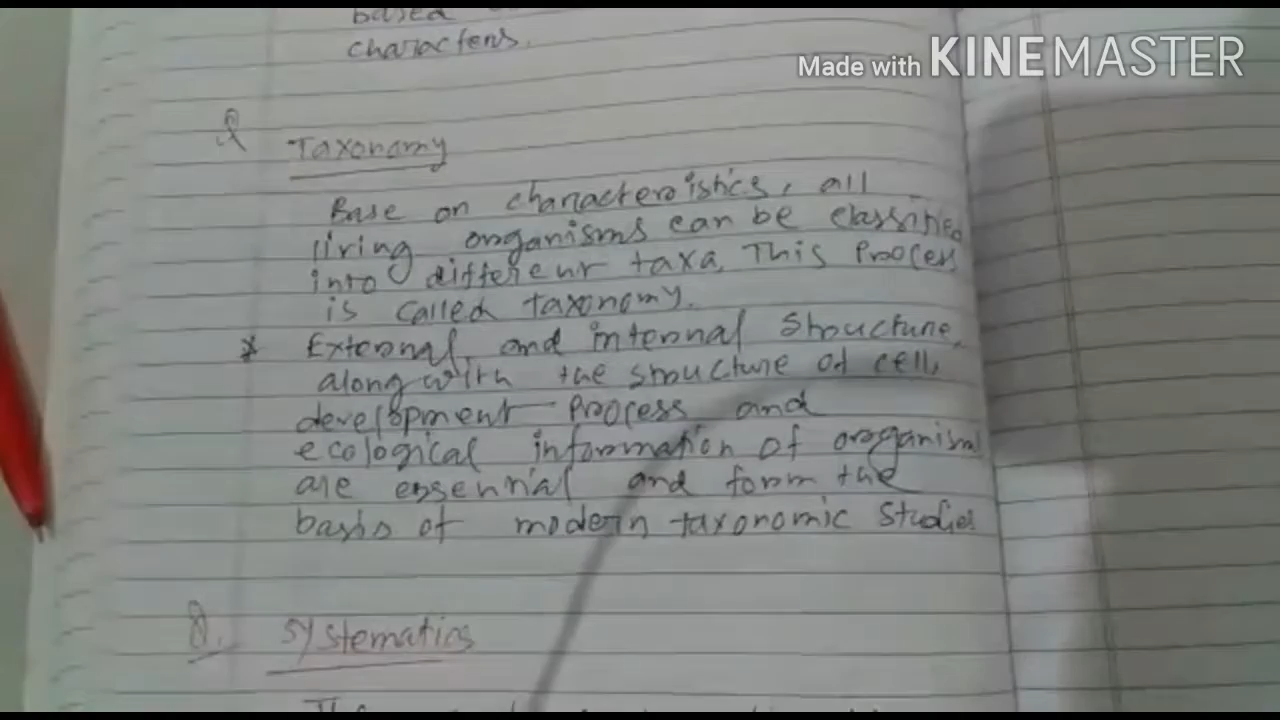 based
characters.
Made with KINEMASTER
Q Taxonomy
Base on characteristics, all
living organisms can be classified
into different taxa. This process
is called taxonomy.
* External, and internal structure,
along with the structure of cell,
development process and
ecological information of organism
are essential and form the
basis of modern taxonomic studies
Q. Systematics